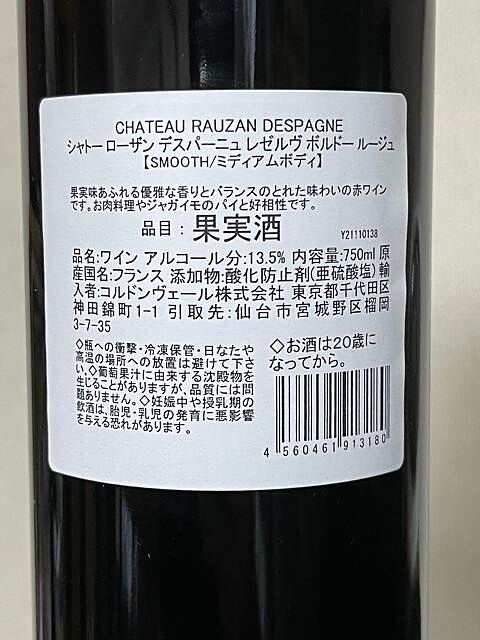 CHATEAU RAUZAN DESPAGNE
シャトー ローザン デスパーニュ レゼルヴ ボルドー ルージュ
【SMOOTH/ミディアムボディ】
果実味あふれる優雅な香りとバランスのとれた味わいの赤ワイン
です。お肉料理やジャガイモのパイと好相性です。
品目：果実酒
Y21110138
品名:ワイン アルコール分:13.5% 内容量:750ml 原
産国名:フランス 添加物:酸化防止剤(亜硫酸塩) 輸
入者:コルドンヴェール株式会社 東京都千代田区
神田錦町1-1 引取先:仙台市宮城野区榴岡
3-7-35
◇瓶への衝撃・冷凍保管・日なたや
高温の場所への放置は避けて下さ
い。◇葡萄果汁に由来する沈殿物を
生じることがありますが、品質には問
題ありません。◇妊娠中や授乳期の
飲酒は、胎児・乳児の発育に悪影響
を与える恐れがあります。
◇お酒は20歳に
なってから。
4 560461 913180